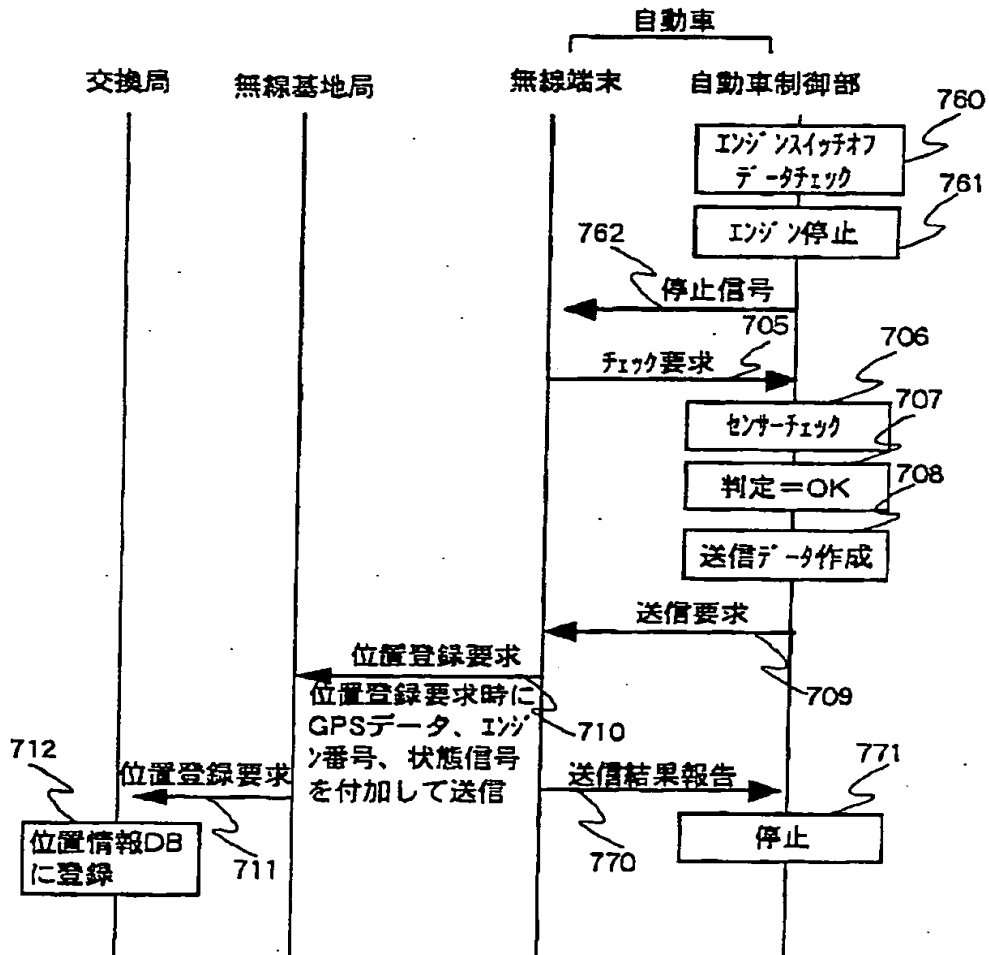 自動車
交換局
無線基地局
無線端末
自動車制御部
760
エンジンスイッチオフ
データチェック
761
エンジン停止
762
停止信号
705
チェック要求
706
センサーチェック
707
判定=OK
708
送信データ作成
送信要求
709
位置登録要求
位置登録要求時に
GPSデータ、エンジ
ン番号、状態信号
を付加して送信
710
712
位置登録要求
711
送信結果報告
770
771
位置情報DB
に登録
停止